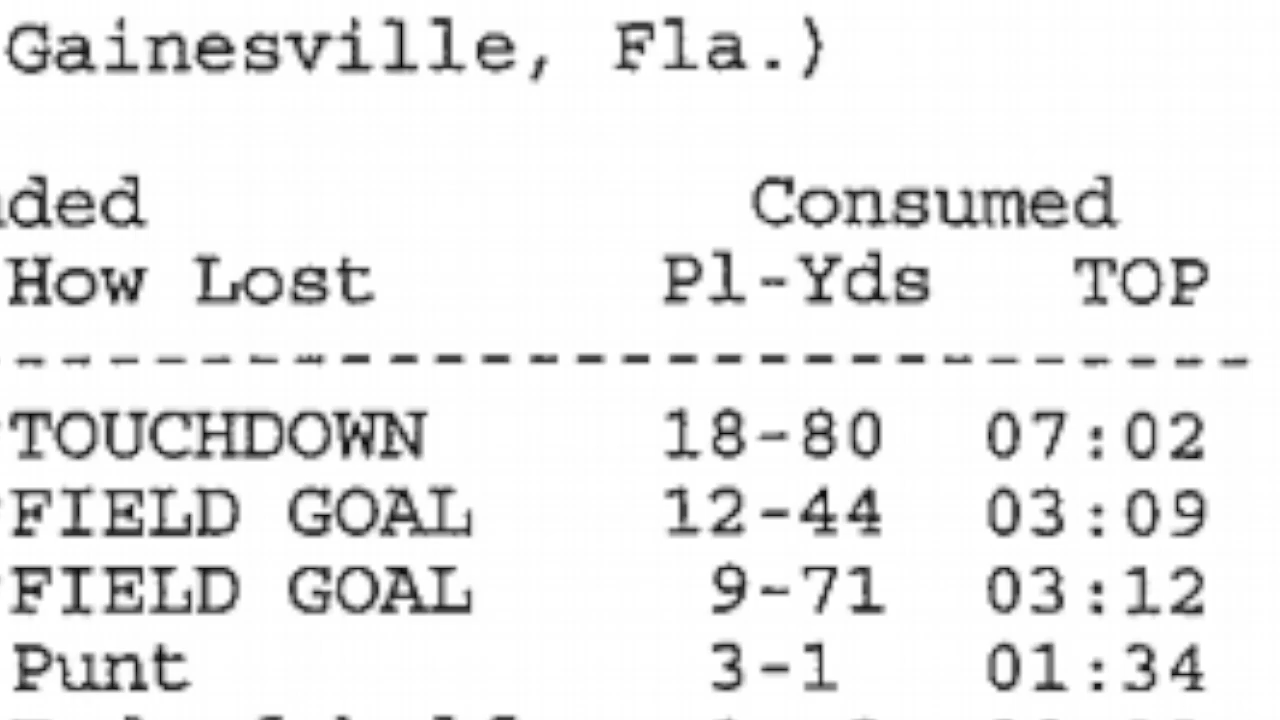 Gainesville, Fla.)
Consumed
How Lost Pl-Yds TOP
--------------------------
TOUCHDOWN 18-80 07:02
FIELD GOAL 12-44 03:09
FIELD GOAL 9-71 03:12
Punt 3-1 01:34